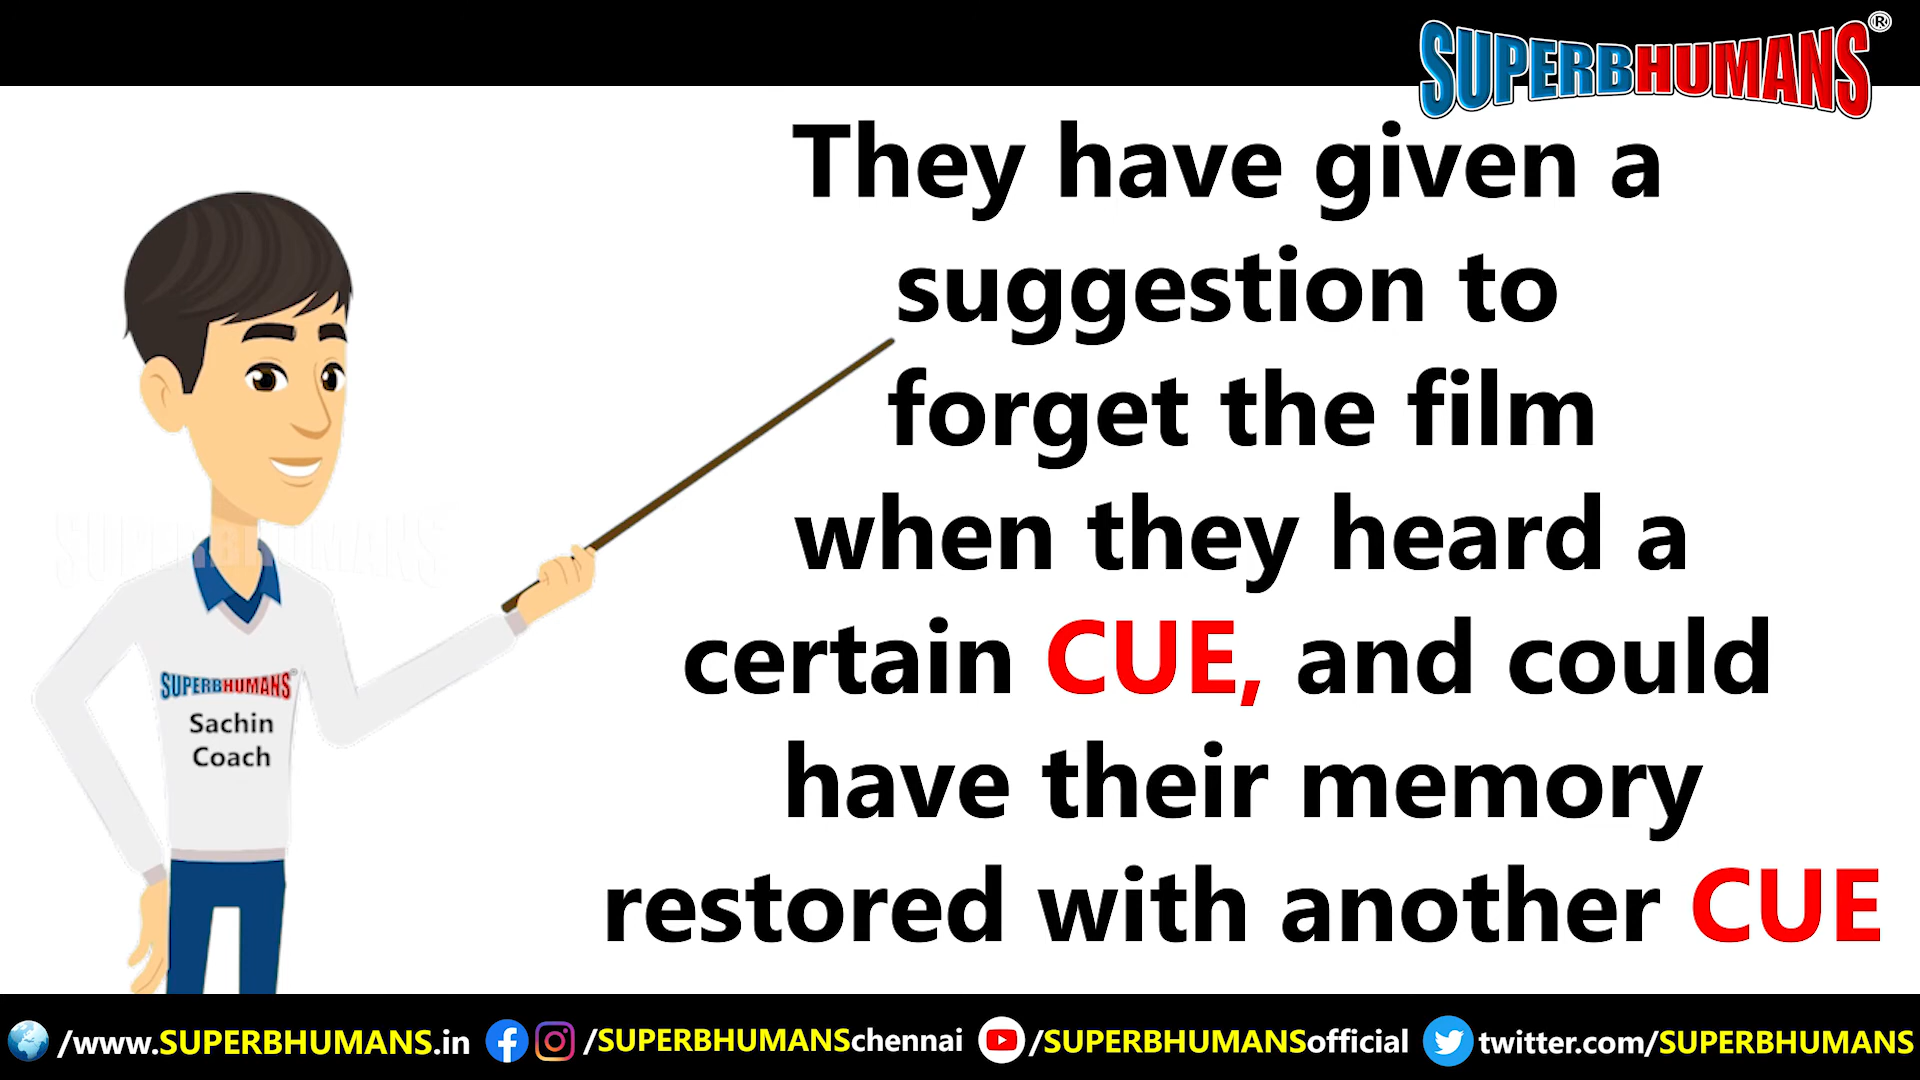 SUPERBHUMANS®
They have given a
suggestion to
forget the film
when they heard a
certain CUE, and could
have their memory
restored with another CUE
SUPERBHUMANS
SUPERBHUMANS®
Sachin
Coach
/www.SUPERBHUMANS.in /SUPERBHUMANSchennai /SUPERBHUMANSofficial twitter.com/SUPERBHUMANS